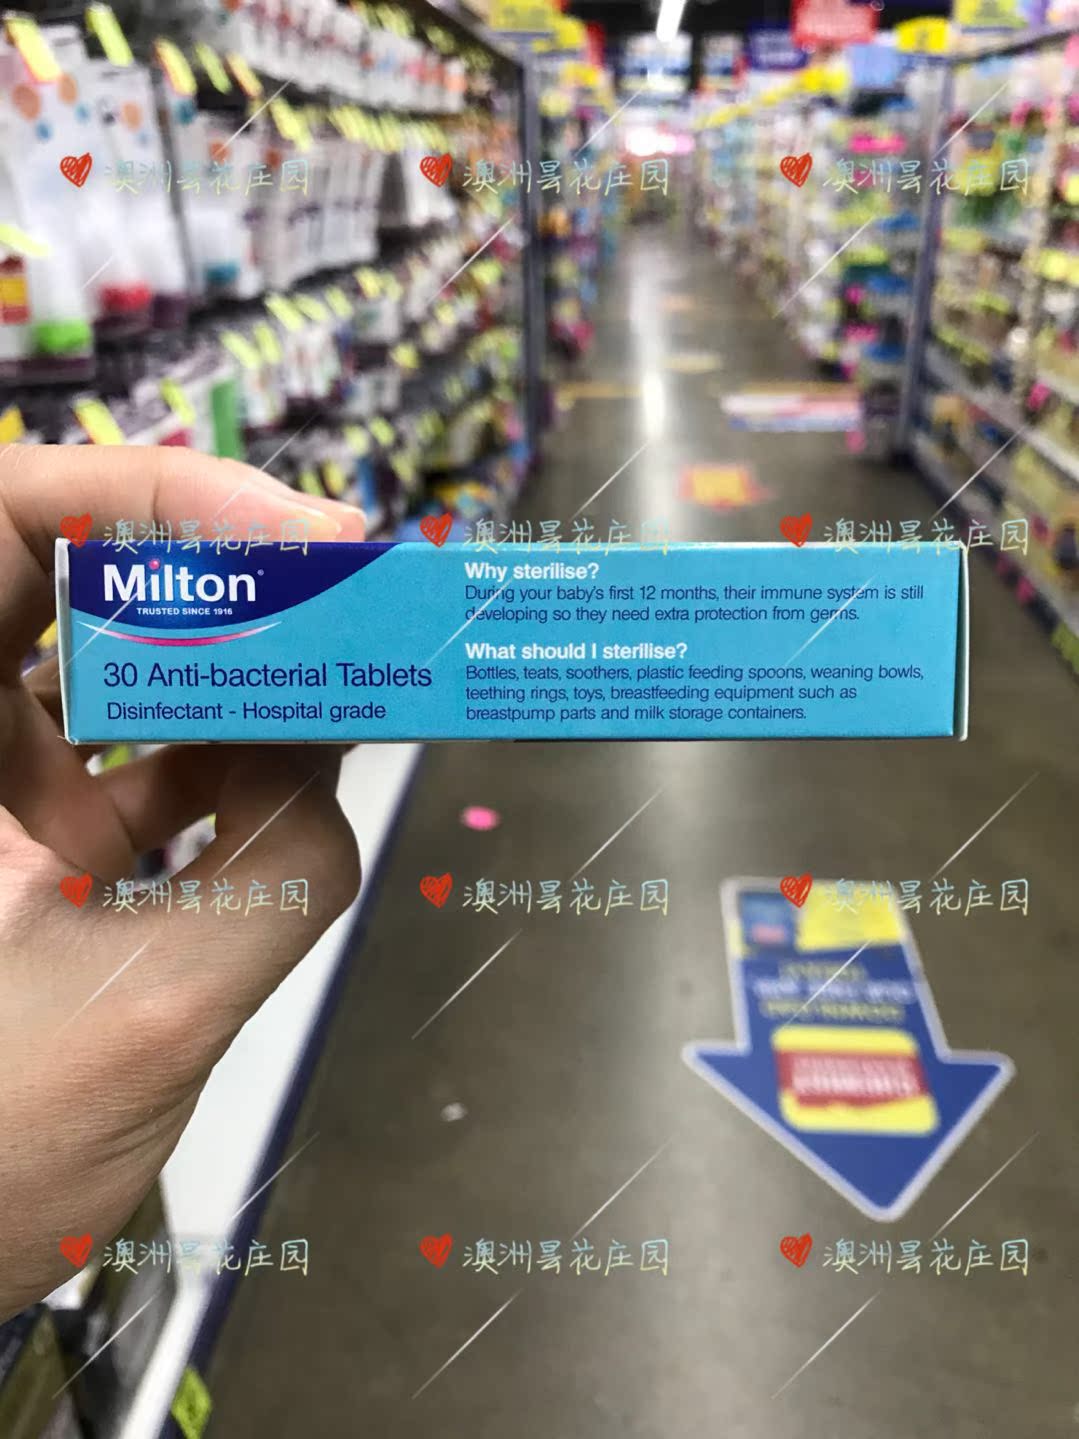 澳洲昙花庄园 澳洲昙花庄园 澳洲昙花庄园
澳洲昙花庄园 澳洲昙花庄园 澳洲昙花庄园
Milton®
TRUSTED SINCE 1916
30 Anti-bacterial Tablets
Disinfectant - Hospital grade
Why sterilise?
During your baby's first 12 months, their immune system is still
developing so they need extra protection from germs.
What should I sterilise?
Bottles, teats, soothers, plastic feeding spoons, weaning bowls,
teething rings, toys, breastfeeding equipment such as
breastpump parts and milk storage containers.
澳洲昙花庄园 澳洲昙花庄园 澳洲昙花庄园
澳洲昙花庄园 澳洲昙花庄园 澳洲昙花庄园